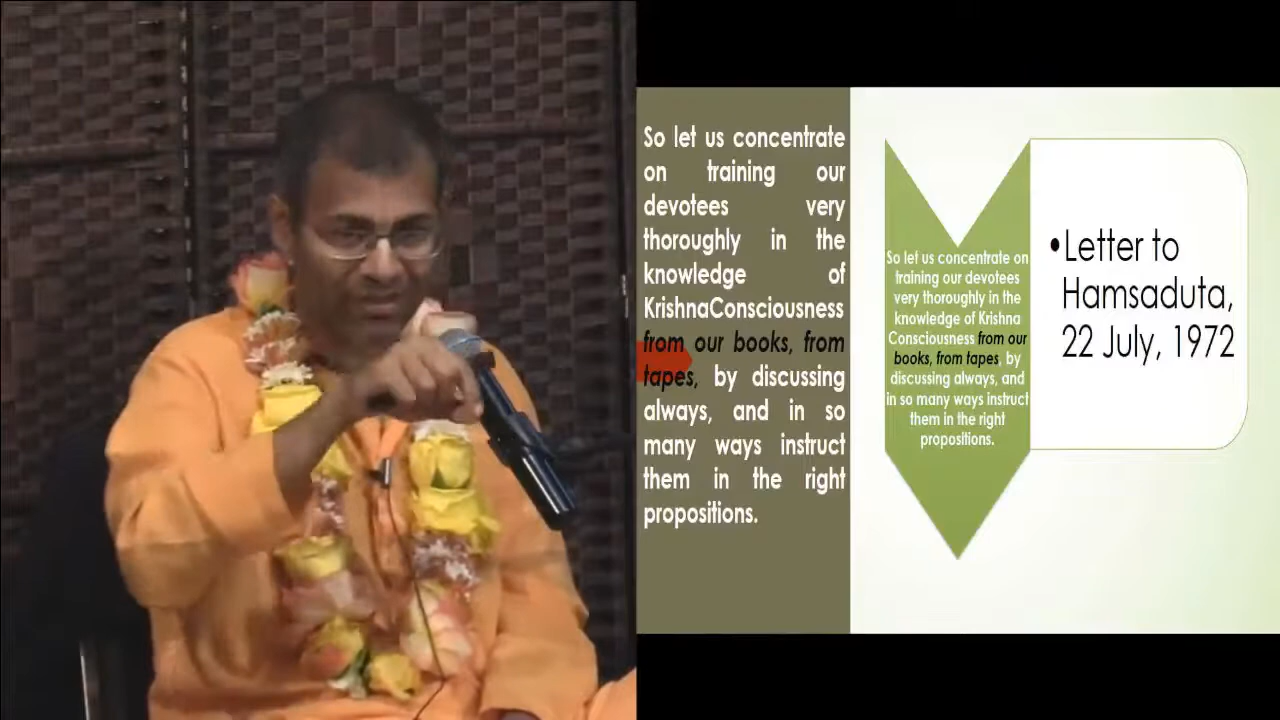 So let us concentrate
on training our
devotees very
thoroughly in the
knowledge of
KrishnaConsciousness
from our books, from
tapes, by discussing
always, and in so
many ways instruct
them in the right
propositions.
So let us concentrate on
training our devotees
very thoroughly in the
knowledge of Krishna
Consciousness from our
books, from tapes, by
discussing always, and
in so many ways instruct
them in the right
propositions.
•Letter to
Hamsaduta,
22 July, 1972